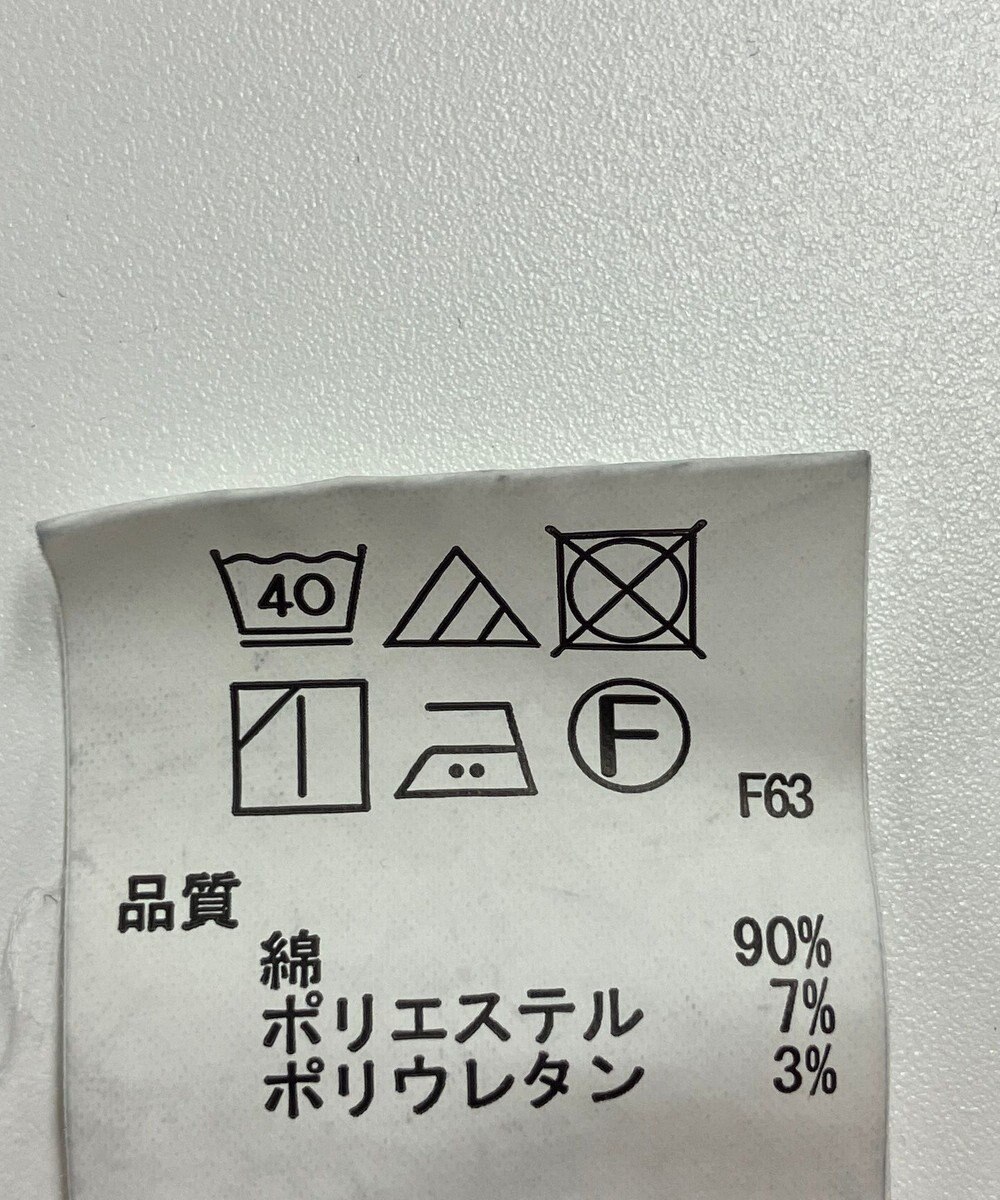 40
F
F63
品質
綿 90%
ポリエステル 7%
ポリウレタン 3%